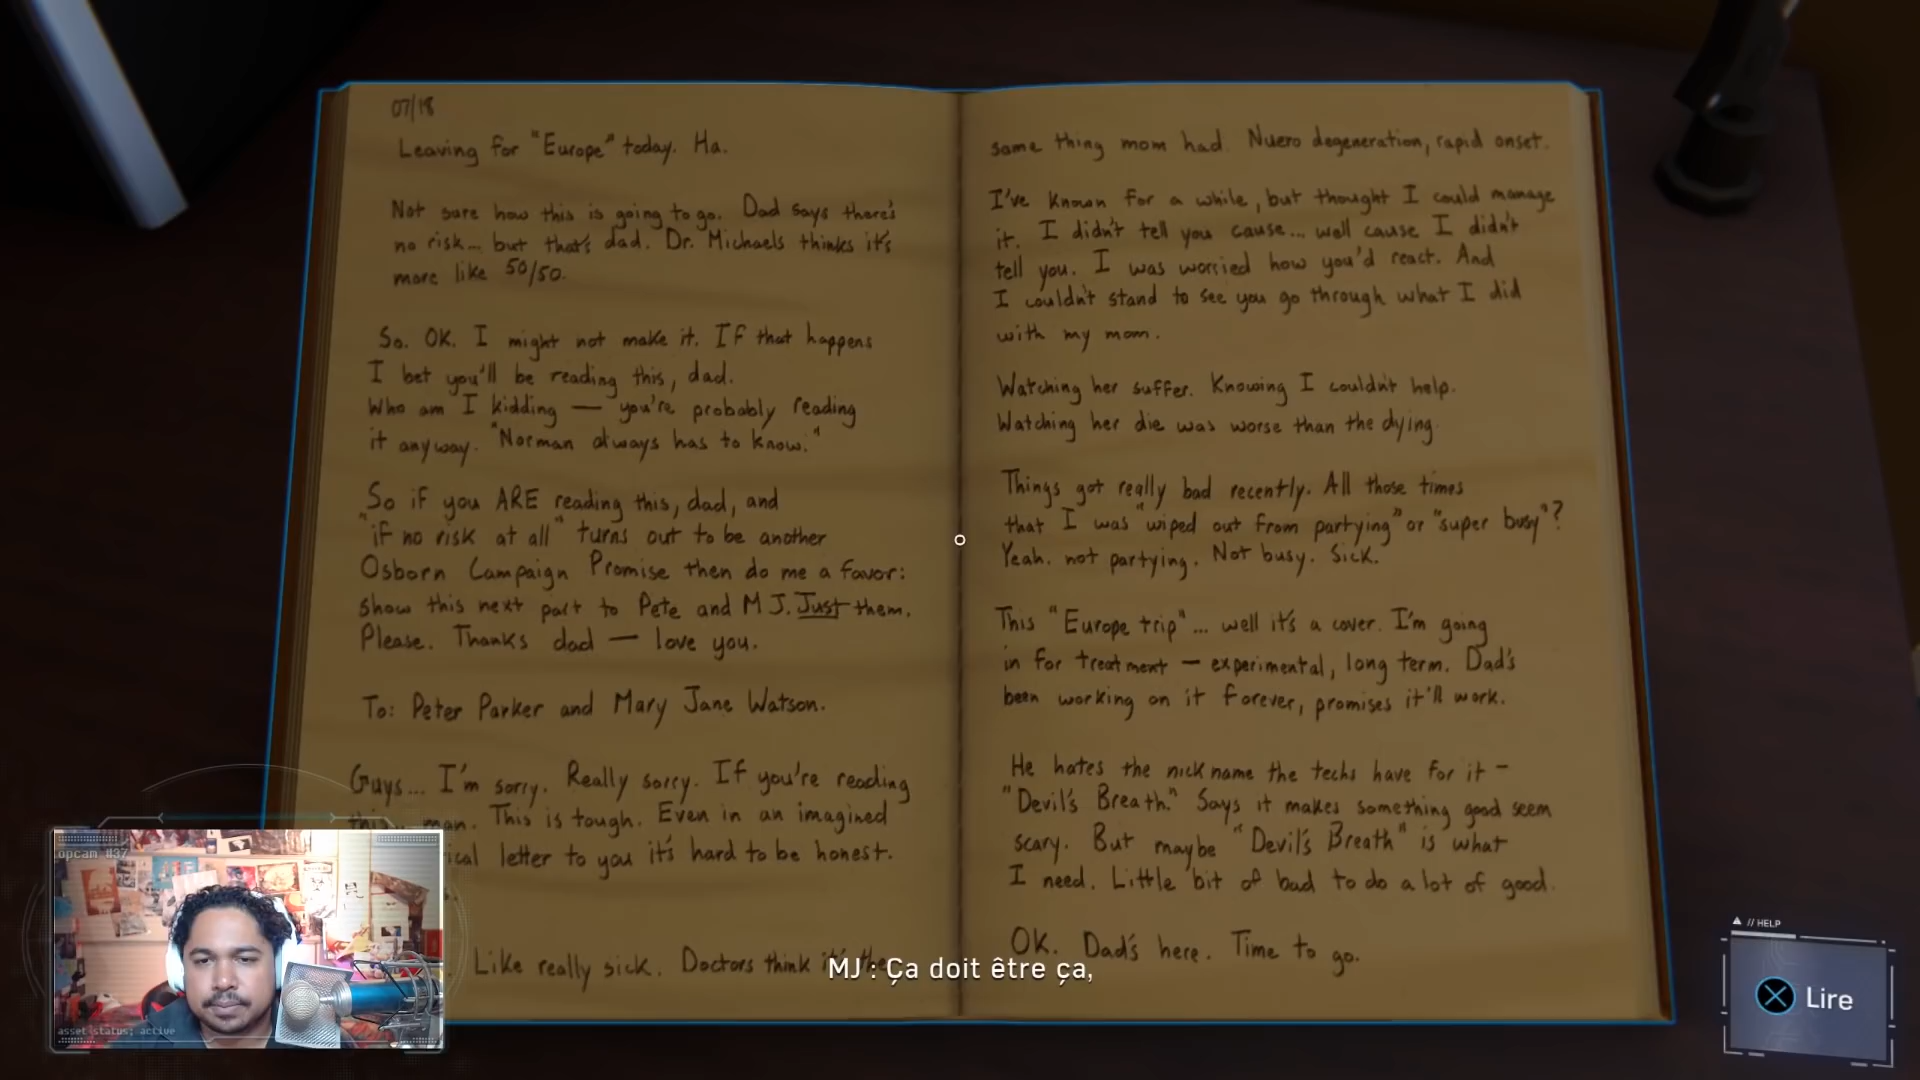 07/18
Leaving for "Europe" today. Ha.
Not sure how this is going to go. Dad says there's
no risk... but that's dad. Dr. Michaels thinks it's
more like 50/50.
So. OK. I might not make it. If that happens
I bet you'll be reading this, dad.
Who am I kidding — you're probably reading
it anyway. "Norman always has to know."
So if you ARE reading this, dad, and
"if no risk at all" turns out to be another
Osborn Campaign Promise then do me a favor:
show this next part to Pete and MJ. Just them.
Please. Thanks dad — love you.
To: Peter Parker and Mary Jane Watson.
Guys... I'm sorry. Really sorry. If you're reading
this, man. This is tough. Even in an imagined
ical letter to you it's hard to be honest.
Like really sick. Doctors think it's the
same thing mom had. Nuero degeneration, rapid onset.
I've known for a while, but thought I could manage
it. I didn't tell you cause... well cause I didn't
tell you. I was worried how you'd react. And
I couldn't stand to see you go through what I did
with my mom.
Watching her suffer. Knowing I couldn't help.
Watching her die was worse than the dying.
Things got really bad recently. All those times
that I was "wiped out from partying" or "super busy"?
Yeah. not partying. Not busy. Sick.
This "Europe trip"... well it's a cover. I'm going
in for treatment — experimental, long term. Dad's
been working on it forever, promises it'll work.
He hates the nickname the techs have for it –
"Devil's Breath." Says it makes something good seem
scary. But maybe "Devil's Breath" is what
I need. Little bit of bad to do a lot of good.
OK. Dad's here. Time to go.
MJ : Ça doit être ça,
opcam #37
asset status: active
// HELP
Lire